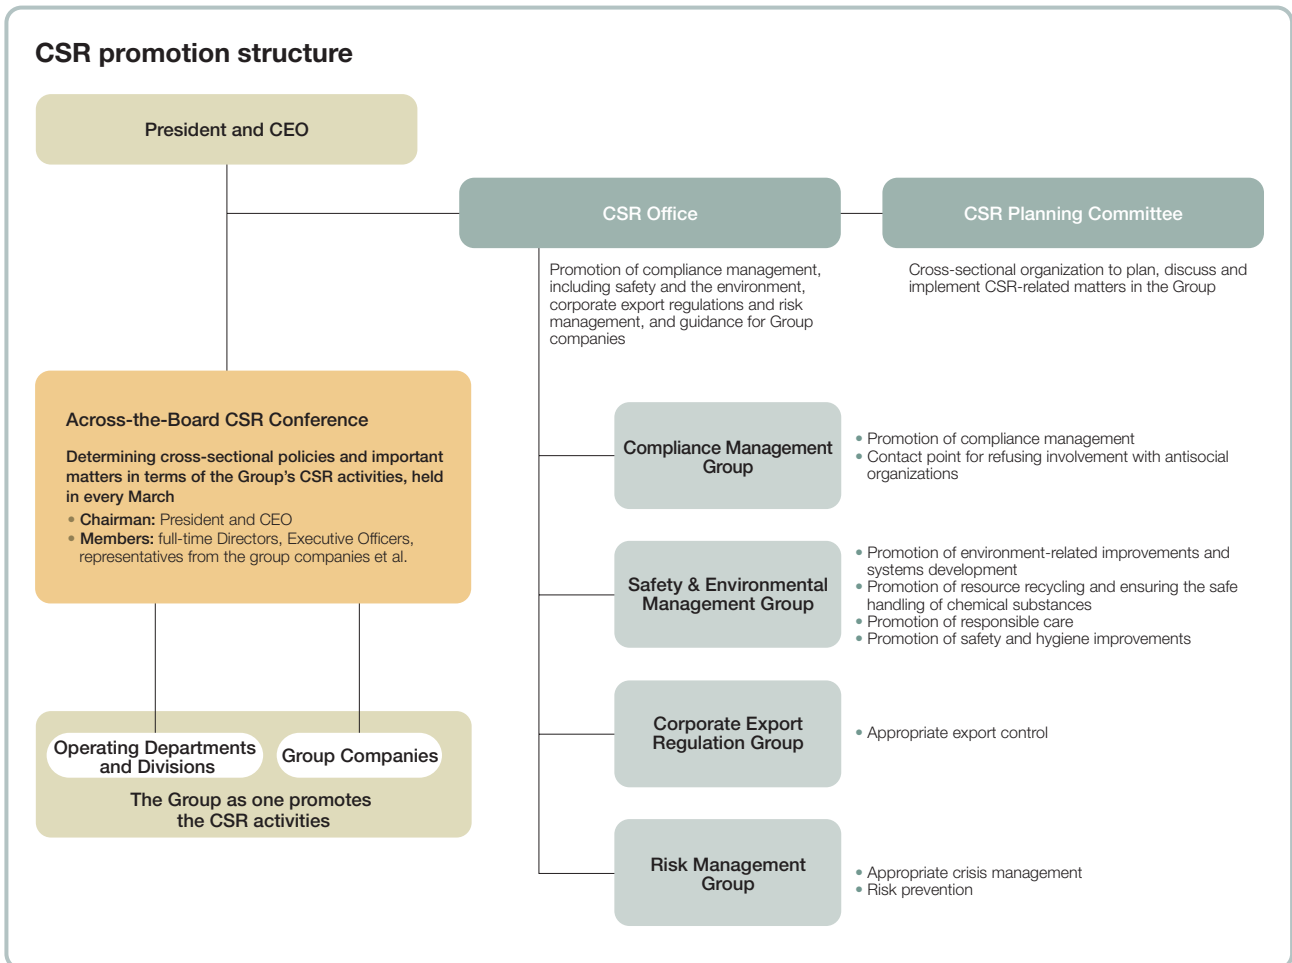 CSR promotion structure
President and CEO
CSR Office
CSR Planning Committee
Promotion of compliance management,
including safety and the environment,
corporate export regulations and risk
management, and guidance for Group
companies
Cross-sectional organization to plan, discuss and
implement CSR-related matters in the Group
Across-the-Board CSR Conference
Determining cross-sectional policies and important
matters in terms of the Group's CSR activities, held
in every March
• Chairman: President and CEO
• Members: full-time Directors, Executive Officers,
representatives from the group companies et al.
Operating Departments
and Divisions
Group Companies
The Group as one promotes
the CSR activities
Compliance Management
Group
• Promotion of compliance management
• Contact point for refusing involvement with antisocial
organizations
Safety & Environmental
Management Group
• Promotion of environment-related improvements and
systems development
• Promotion of resource recycling and ensuring the safe
handling of chemical substances
• Promotion of responsible care
• Promotion of safety and hygiene improvements
Corporate Export
Regulation Group
• Appropriate export control
Risk Management
Group
• Appropriate crisis management
• Risk prevention